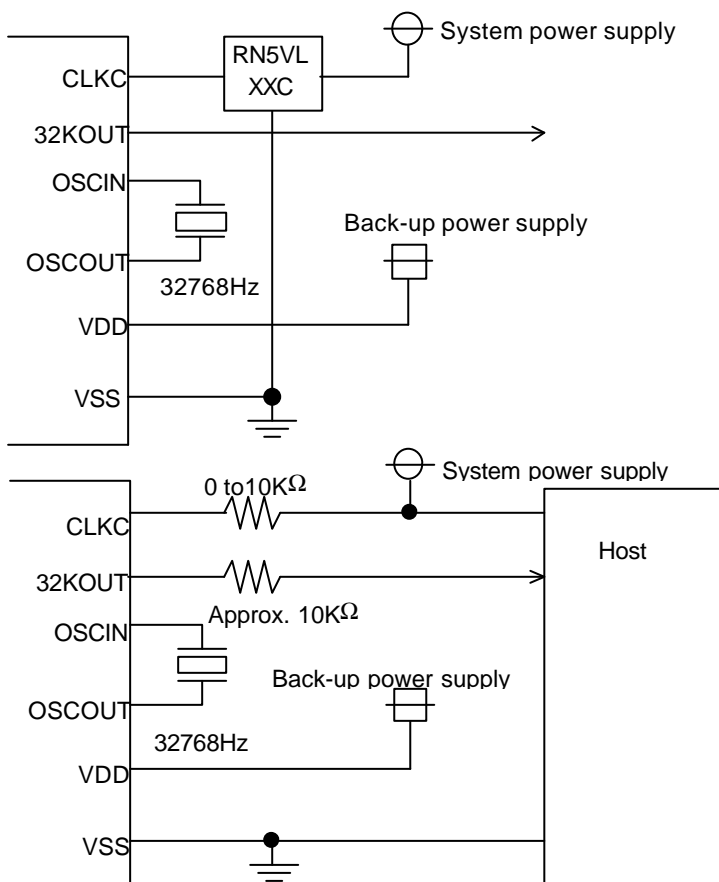 System power supply
RN5VL
XXC
CLKC
32KOUT
OSCIN
Back-up power supply
OSCOUT
32768Hz
VDD
VSS
System power supply
0 to10KΩ
CLKC
Host
32KOUT
Approx. 10KΩ
OSCIN
Back-up power supply
OSCOUT
32768Hz
VDD
VSS